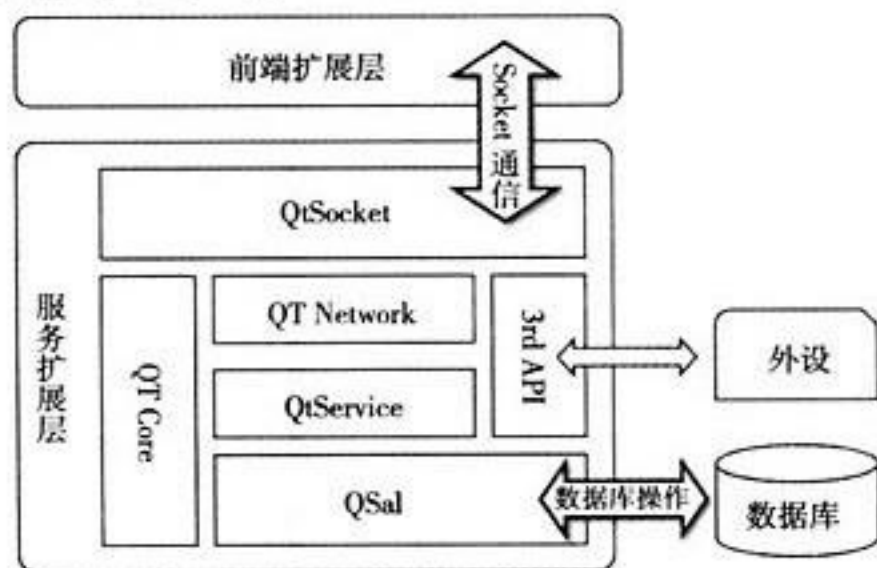 前端扩展层
Socket 通信
QtSocket
服务扩展层
QT Core
QT Network
3rd API
QtService
QSal
外设
数据库操作
数据库